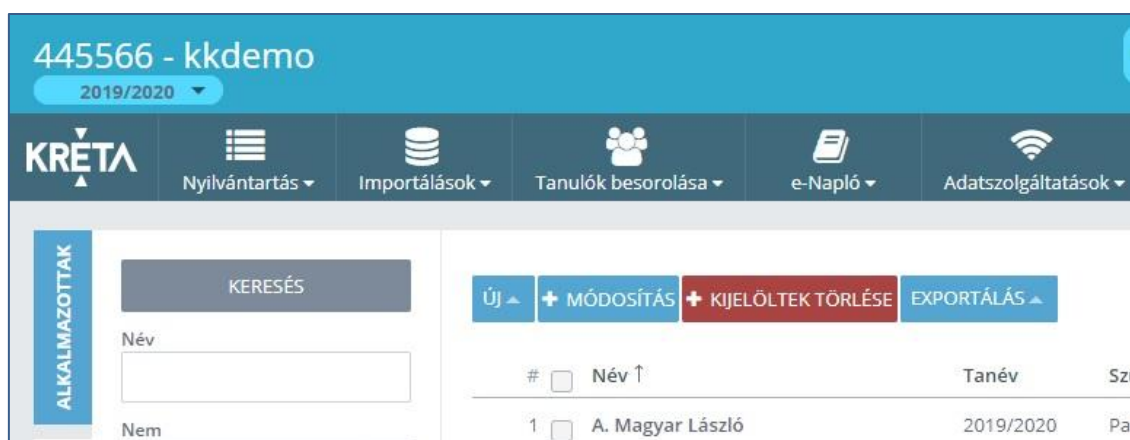 445566 - kkdemo
2019/2020
KRÉTA
Nyilvántartás
Importálások
Tanulók besorolása
e-Napló
Adatszolgáltatások
ALKALMAZOTTAK
KERESÉS
Név
Nem
ÚJ + MÓDOSÍTÁS + KIJELÖLTEK TÖRLÉSE EXPORTÁLÁS
# Név ↑ Tanév
1 A. Magyar László 2019/2020